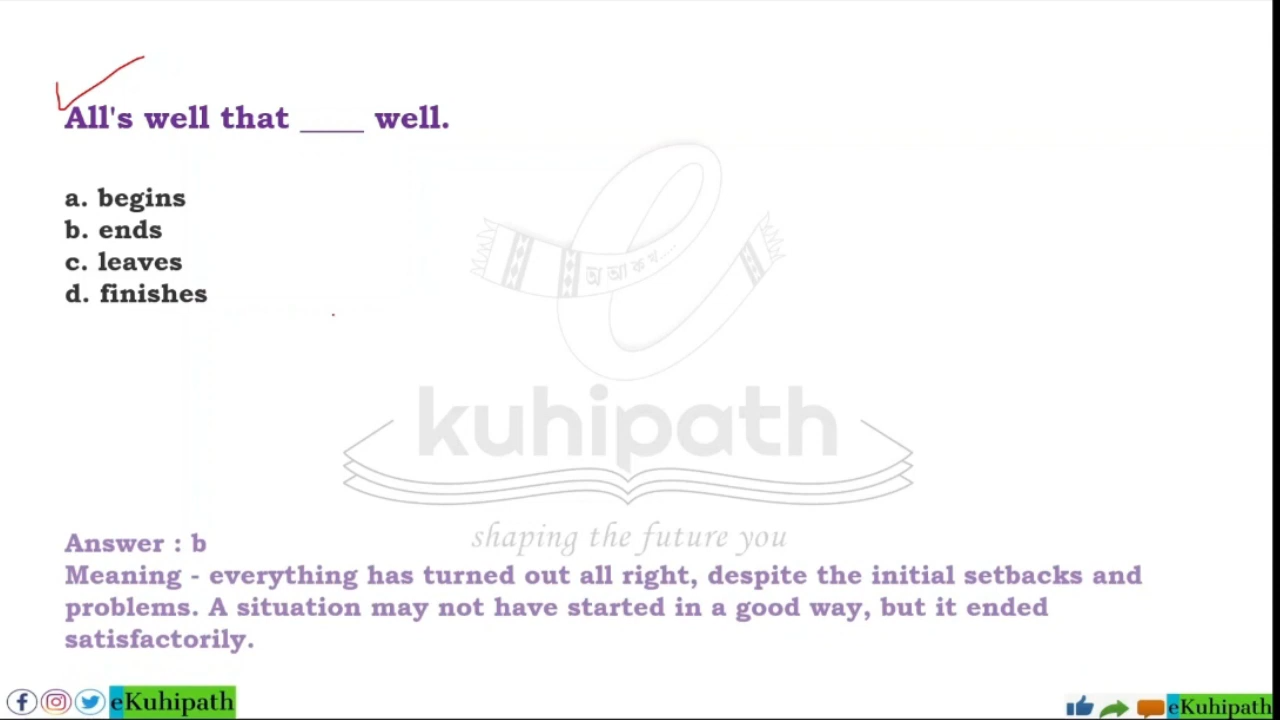 All's well that ____ well.
a. begins
b. ends
c. leaves
d. finishes
অ আ ক খ.....
kuhipath
shaping the future you
Answer : b
Meaning - everything has turned out all right, despite the initial setbacks and
problems. A situation may not have started in a good way, but it ended
satisfactorily.
eKuhipath
eKuhipath